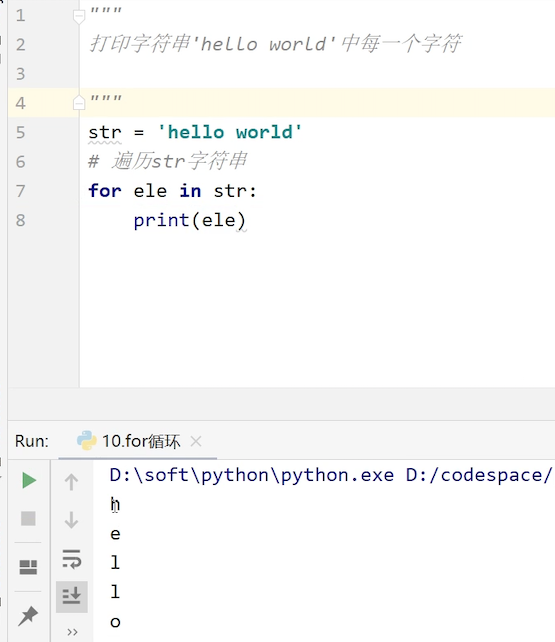 1 """
2 打印字符串'hello world'中每一个字符
3
4 """
5 str = 'hello world'
6 # 遍历str字符串
7 for ele in str:
8 print(ele)
Run: 10.for循环 ×
D:\soft\python\python.exe D:/codespace/
h
e
l
l
o